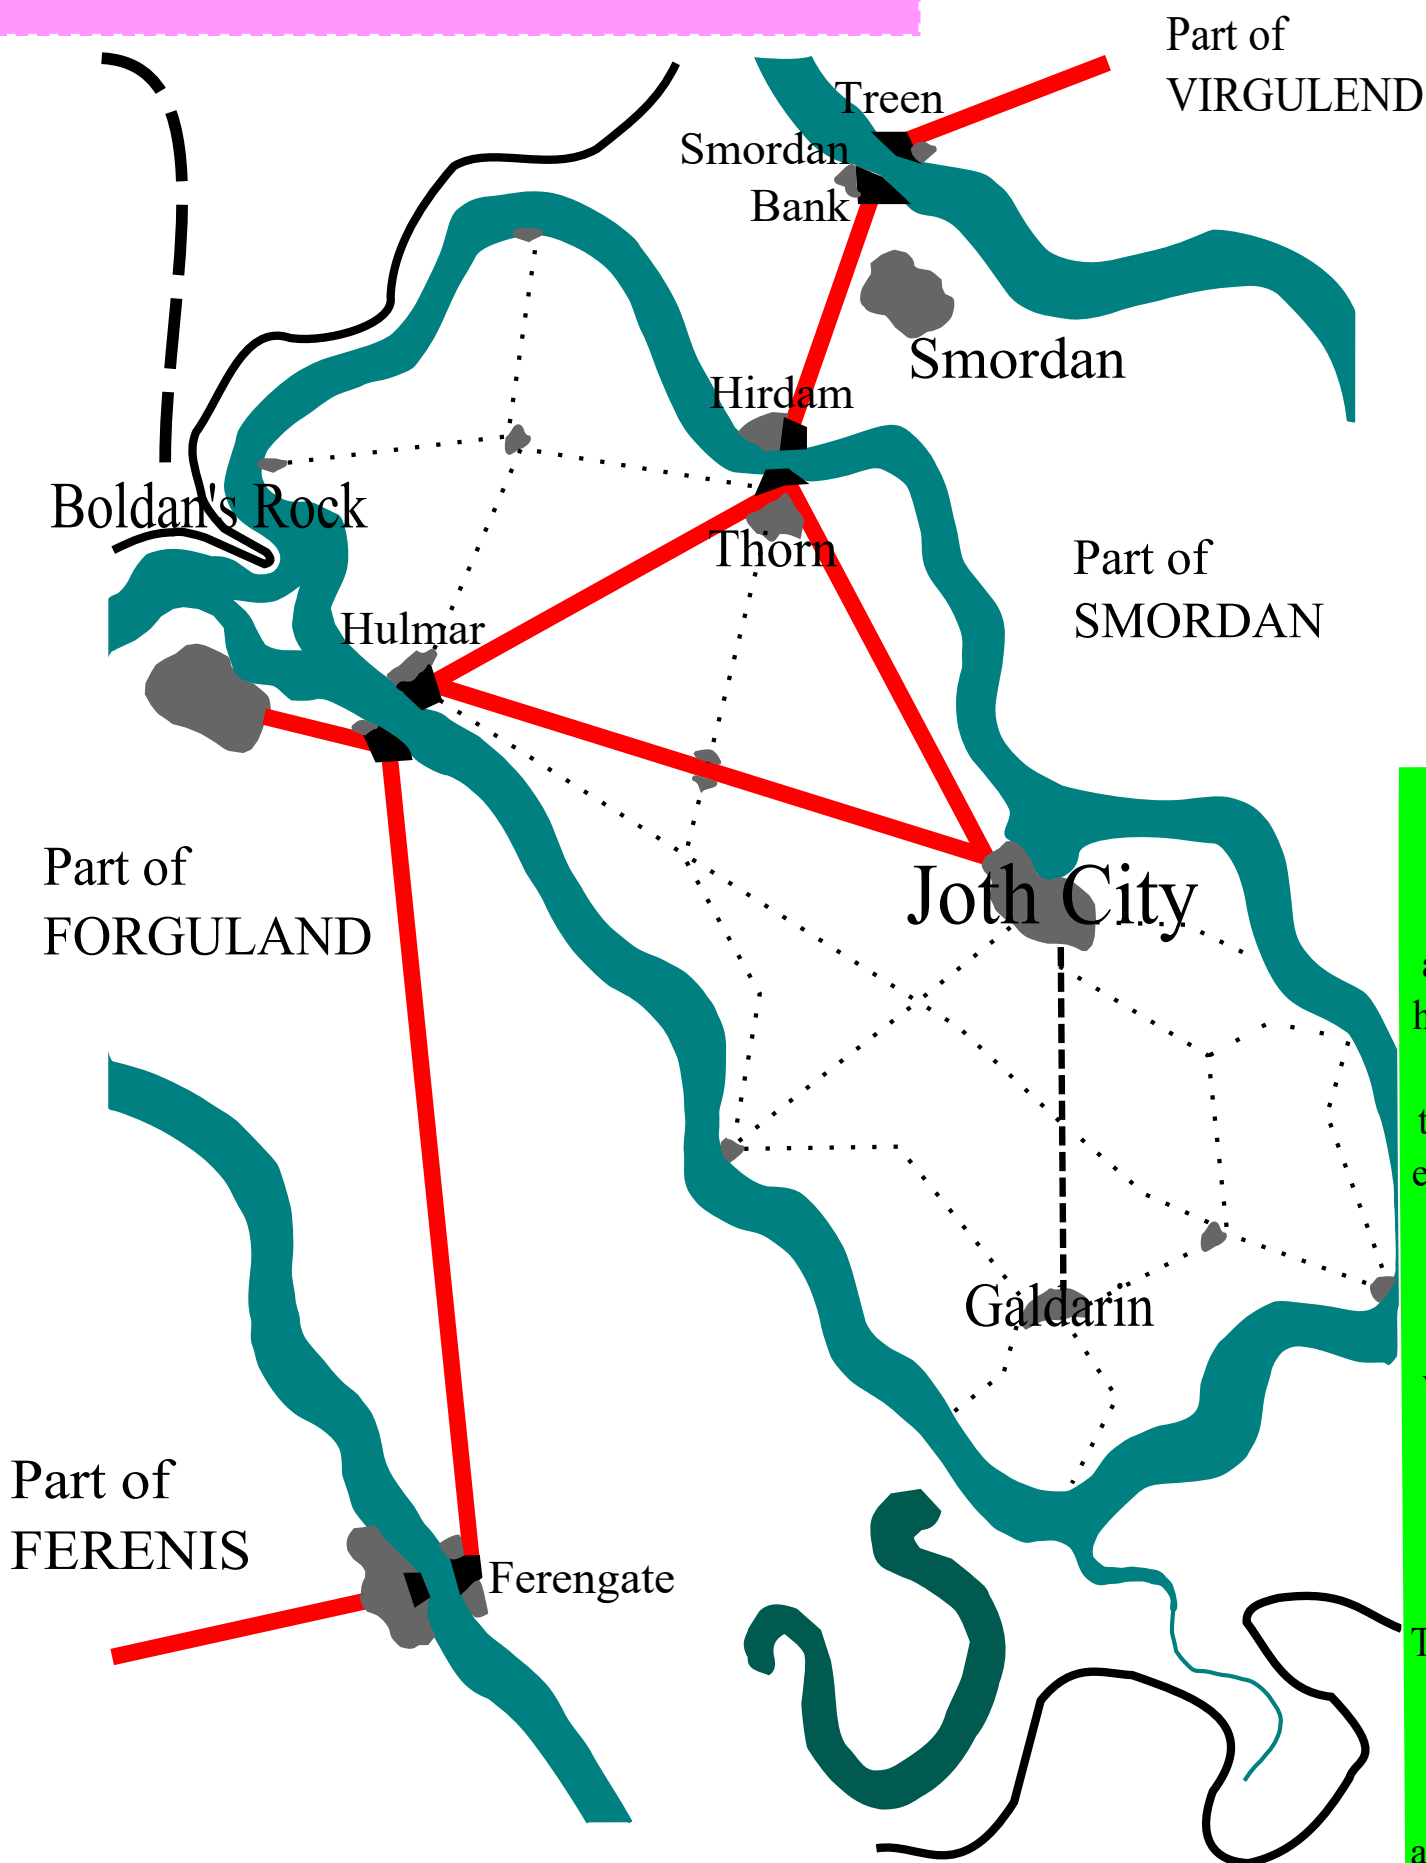 Part of
VIRGULEND
Treen
Smordan
Bank
Smordan
Hirdam
Boldan's Rock
Thorn
Part of
SMORDAN
Hulmar
Part of
FORGULAND
Joth City
Galdarin
Part of
FERENIS
Ferengate